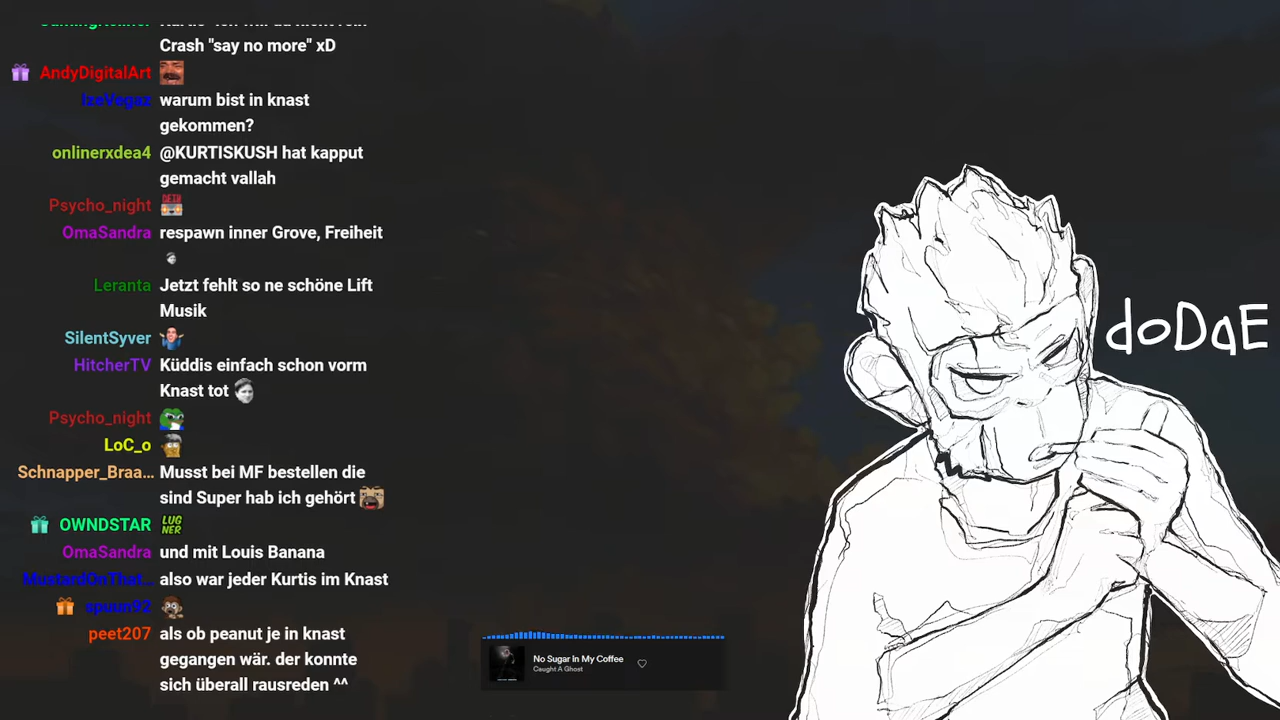 Crash "say no more" xD
AndyDigitalArt
warum bist in knast
gekommen?
onlinerxdea4 @KURTISKUSH hat kapput
gemacht vallah
Psycho_night
OmaSandra respawn inner Grove, Freiheit
Leranta Jetzt fehlt so ne schöne Lift
Musik
SilentSyver
HitcherTV Küddis einfach schon vorm
Knast tot
Psycho_night
LoC_o
Schnapper_Braa... Musst bei MF bestellen die
sind Super hab ich gehört
OWNDSTAR LUG
NER
OmaSandra und mit Louis Banana
MustardOnThat... also war jeder Kurtis im Knast
spuun92
peet207 als ob peanut je in knast
gegangen wär. der konnte
sich überall rausreden ^^
No Sugar in My Coffee
Caught A Ghost
doDaE